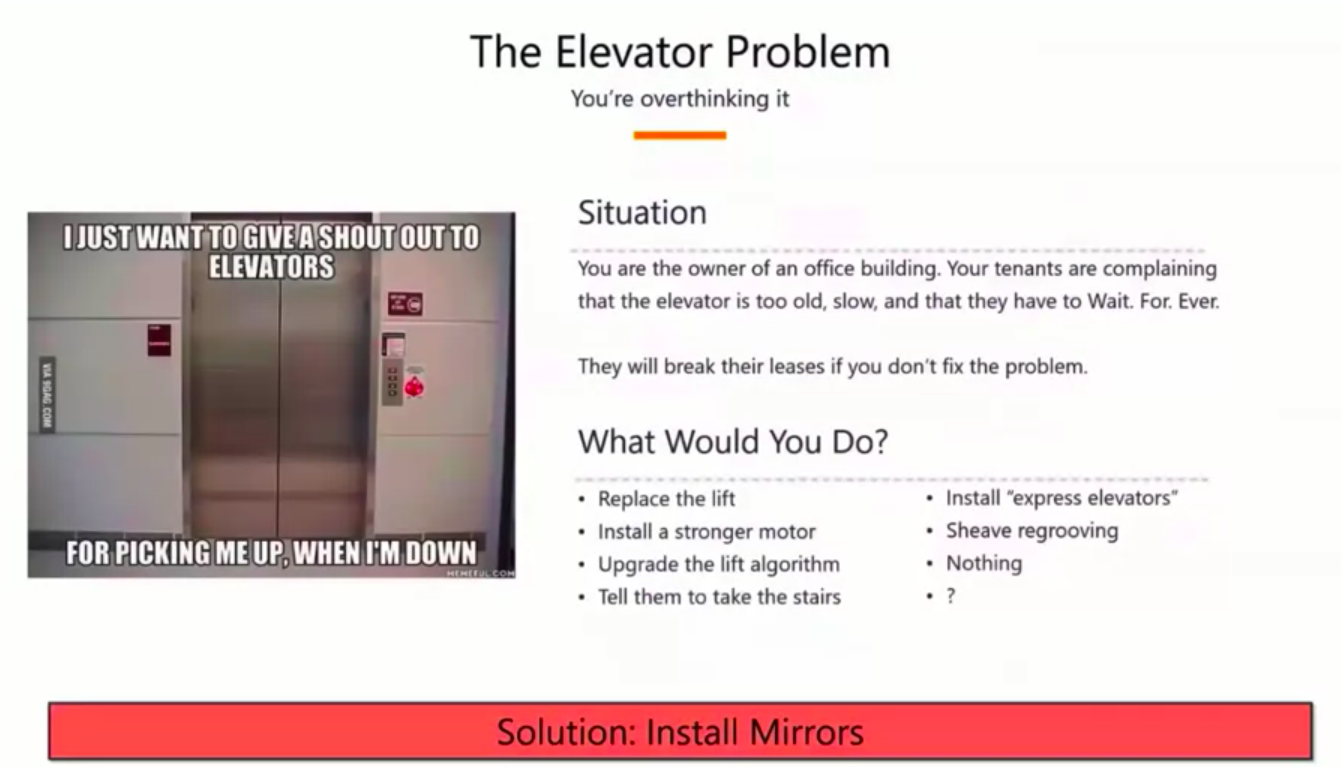 The Elevator Problem
You're overthinking it
I JUST WANT TO GIVE A SHOUT OUT TO
ELEVATORS
VIA 9GAG.COM
FOR PICKING ME UP, WHEN I'M DOWN
MEMEFUL.COM
Situation
You are the owner of an office building. Your tenants are complaining
that the elevator is too old, slow, and that they have to Wait. For. Ever.
They will break their leases if you don't fix the problem.
What Would You Do?
• Replace the lift
• Install a stronger motor
• Upgrade the lift algorithm
• Tell them to take the stairs
• Install "express elevators"
• Sheave regrooving
• Nothing
• ?
Solution: Install Mirrors